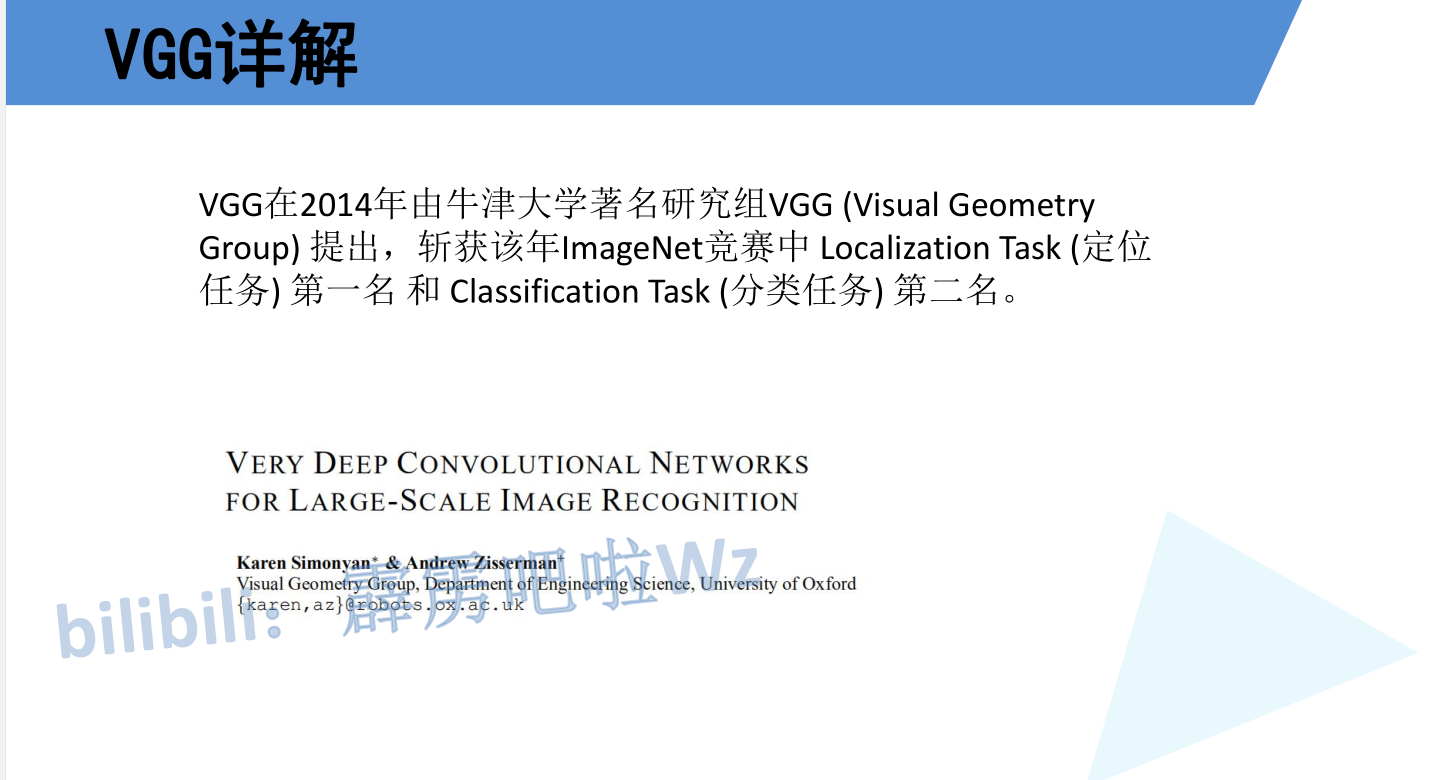 VGG详解
VGG在2014年由牛津大学著名研究组VGG (Visual Geometry
Group) 提出，斩获该年ImageNet竞赛中 Localization Task (定位
任务) 第一名 和 Classification Task (分类任务) 第二名。
VERY DEEP CONVOLUTIONAL NETWORKS
FOR LARGE-SCALE IMAGE RECOGNITION
Karen Simonyan* & Andrew Zisserman+
Visual Geometry Group, Department of Engineering Science, University of Oxford
{karen,az}@robots.ox.ac.uk
bilibili：霹雳吧啦Wz